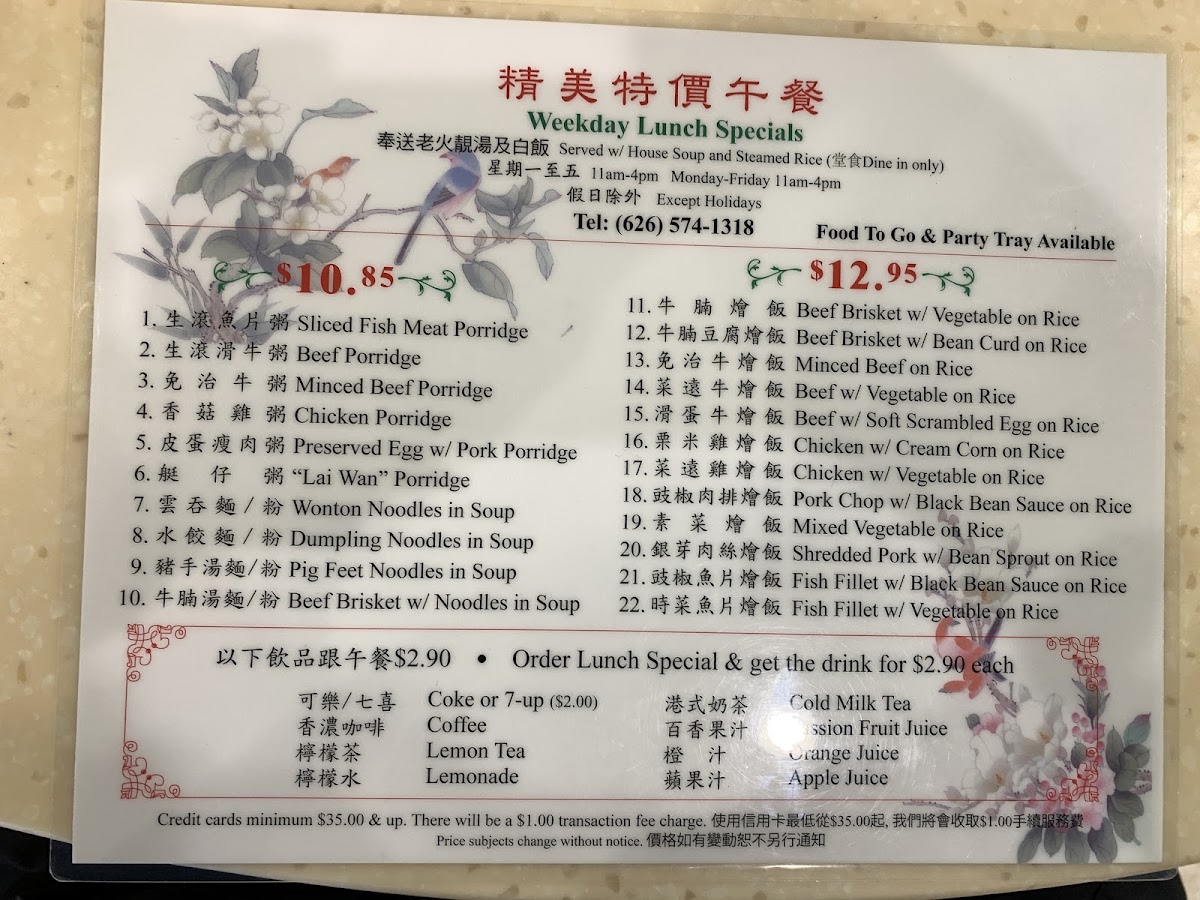 精美特價午餐
Weekday Lunch Specials
奉送老火靚湯及白飯 Served w/ House Soup and Steamed Rice (堂食Dine in only)
星期一至五 11am-4pm Monday-Friday 11am-4pm
假日除外 Except Holidays
Tel: (626) 574-1318 Food To Go & Party Tray Available
$10.85
1. 生滾魚片粥 Sliced Fish Meat Porridge
2. 生滾滑牛粥 Beef Porridge
3. 免治牛粥 Minced Beef Porridge
4. 香菇雞粥 Chicken Porridge
5. 皮蛋瘦肉粥 Preserved Egg w/ Pork Porridge
6. 艇仔粥 “Lai Wan” Porridge
7. 雲吞麵/粉 Wonton Noodles in Soup
8. 水餃麵/粉 Dumpling Noodles in Soup
9. 豬手湯麵/粉 Pig Feet Noodles in Soup
10. 牛腩湯麵/粉 Beef Brisket w/ Noodles in Soup
$12.95
11. 牛腩燴飯 Beef Brisket w/ Vegetable on Rice
12. 牛腩豆腐燴飯 Beef Brisket w/ Bean Curd on Rice
13. 免治牛燴飯 Minced Beef on Rice
14. 菜遠牛燴飯 Beef w/ Vegetable on Rice
15. 滑蛋牛燴飯 Beef w/ Soft Scrambled Egg on Rice
16. 粟米雞燴飯 Chicken w/ Cream Corn on Rice
17. 菜遠雞燴飯 Chicken w/ Vegetable on Rice
18. 豉椒肉排燴飯 Pork Chop w/ Black Bean Sauce on Rice
19. 素菜燴飯 Mixed Vegetable on Rice
20. 銀芽肉絲燴飯 Shredded Pork w/ Bean Sprout on Rice
21. 豉椒魚片燴飯 Fish Fillet w/ Black Bean Sauce on Rice
22. 時菜魚片燴飯 Fish Fillet w/ Vegetable on Rice
以下飲品跟午餐$2.90 • Order Lunch Special & get the drink for $2.90 each
可樂/七喜 Coke or 7-up ($2.00)
香濃咖啡 Coffee
檸檬茶 Lemon Tea
檸檬水 Lemonade
港式奶茶 Cold Milk Tea
百香果汁 Passion Fruit Juice
橙汁 Orange Juice
蘋果汁 Apple Juice
Credit cards minimum $35.00 & up. There will be a $1.00 transaction fee charge. 使用信用卡最低從$35.00起, 我們將會收取$1.00手續服務費
Price subjects change without notice. 價格如有變動恕不另行通知